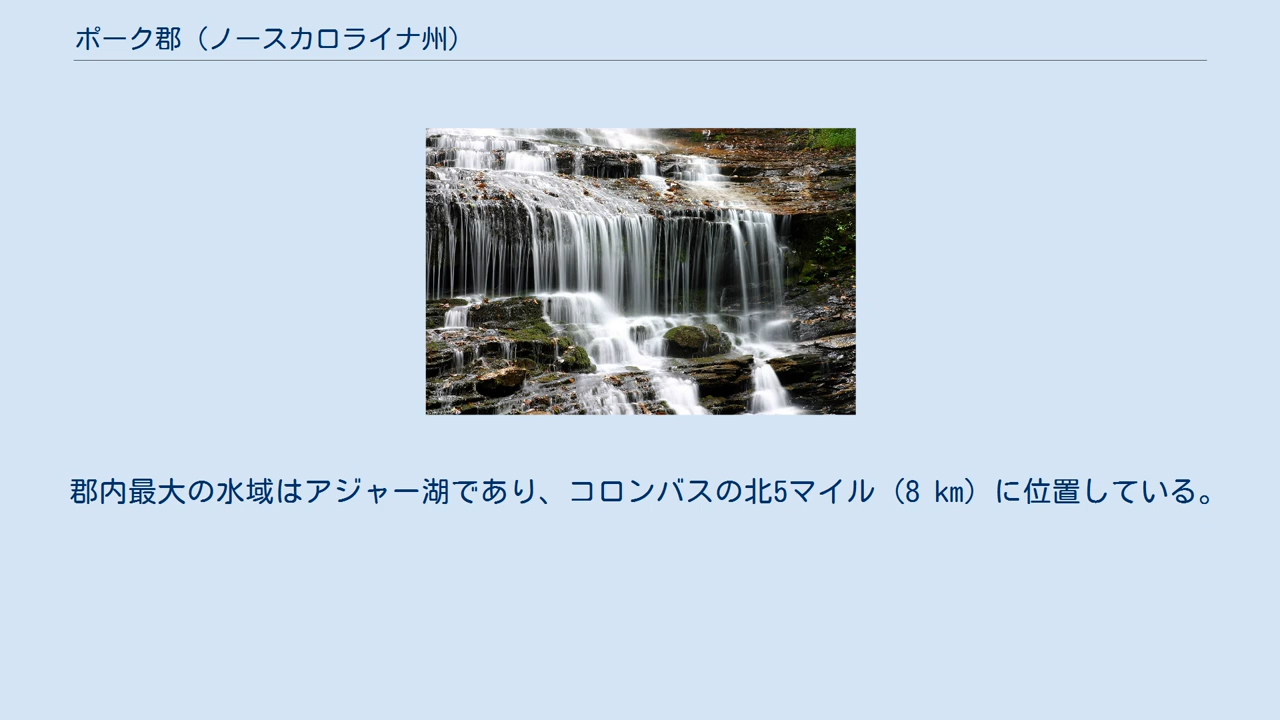 ポーク郡（ノースカロライナ州）
郡内最大の水域はアジャー湖であり、コロンバスの北5マイル（8 km）に位置している。